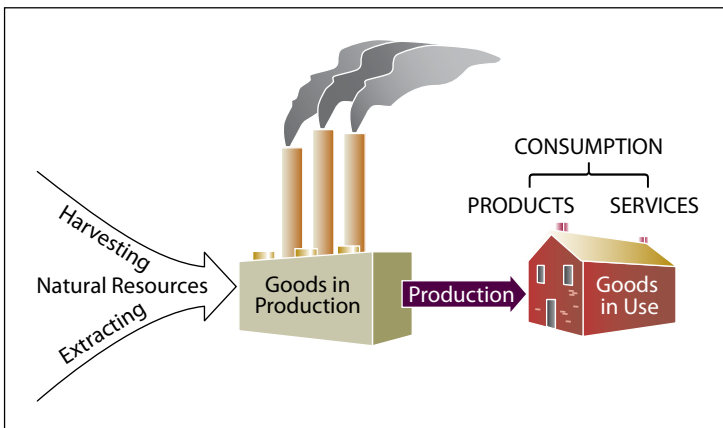 Harvesting
Natural Resources
Extracting
Goods in
Production
Production
CONSUMPTION
PRODUCTS SERVICES
Goods
in Use